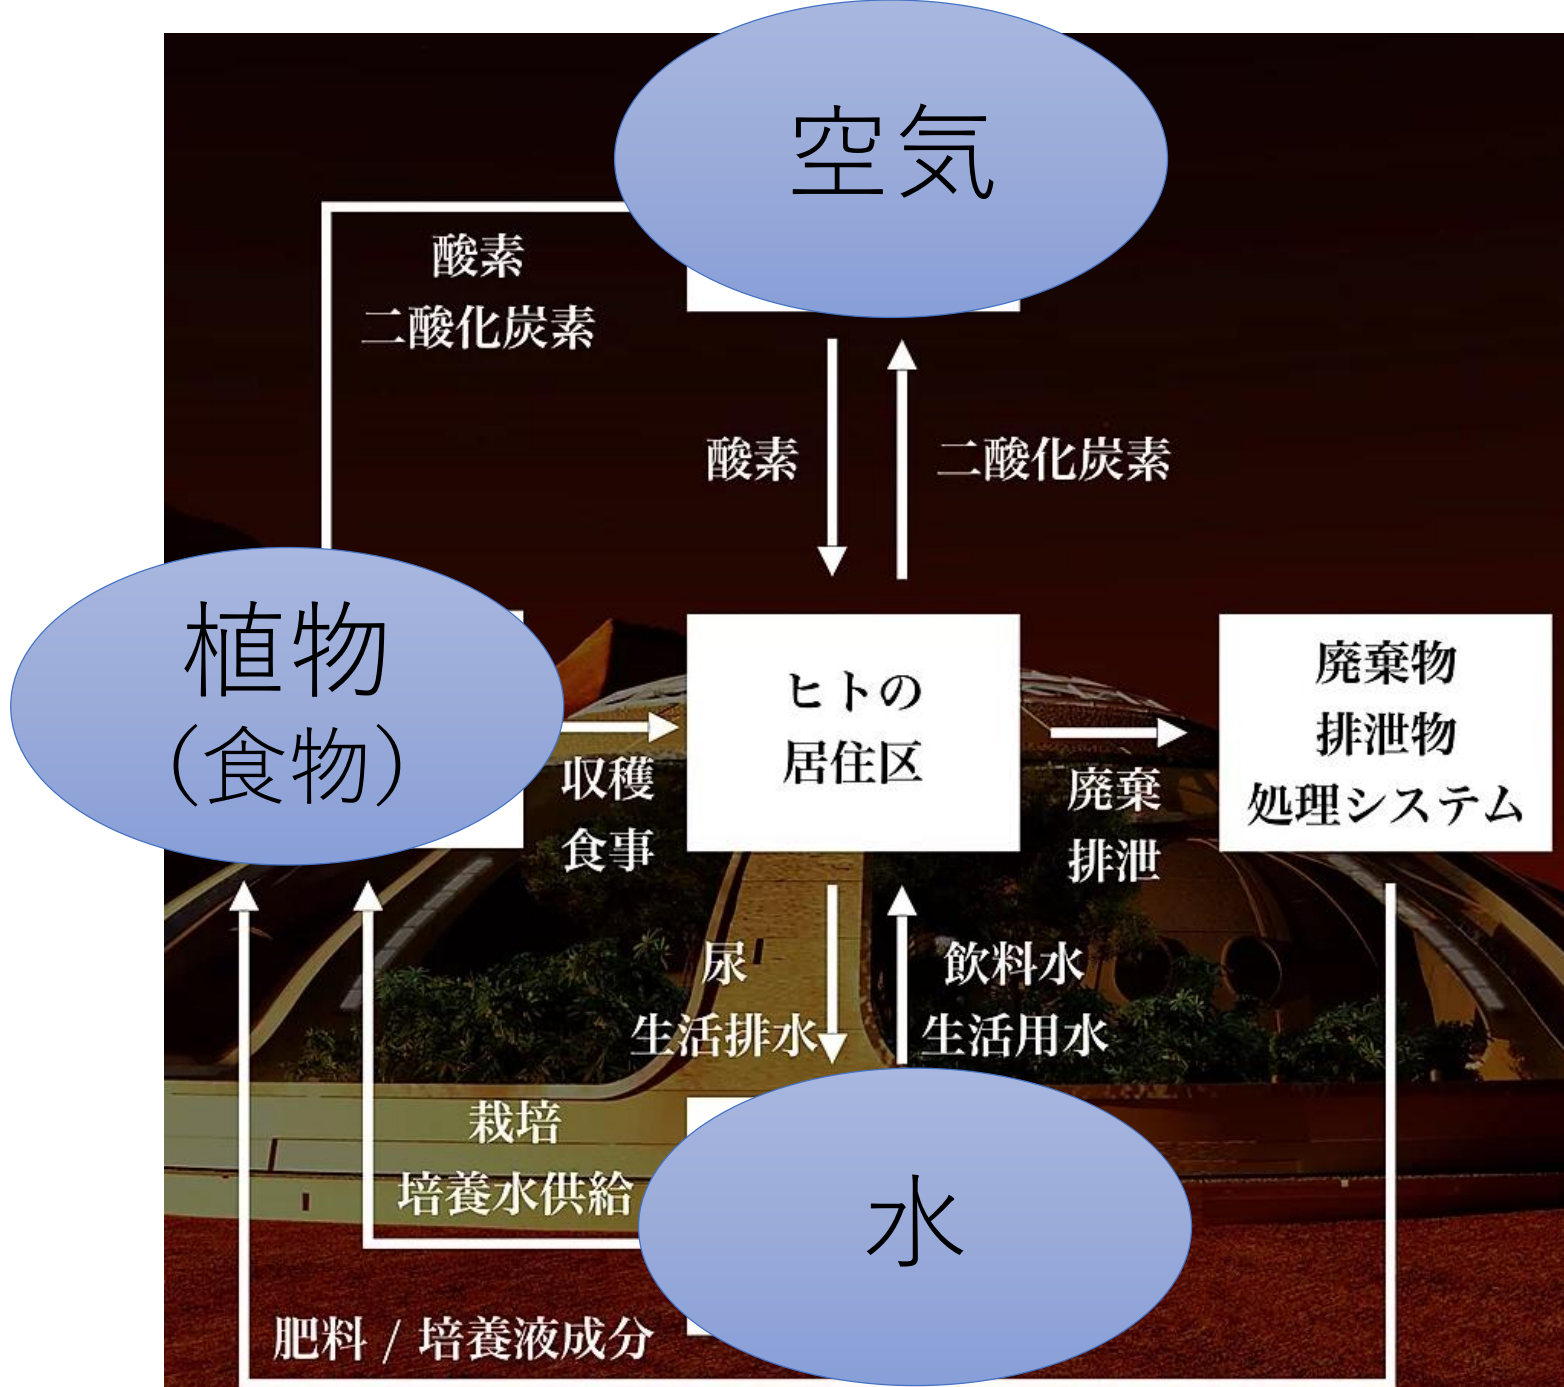 空気
酸素
二酸化炭素
酸素
二酸化炭素
植物
（食物）
収穫
食事
ヒトの
居住区
廃棄
排泄
廃棄物
排泄物
処理システム
尿
生活排水
飲料水
生活用水
栽培
培養水供給
水
肥料 / 培養液成分